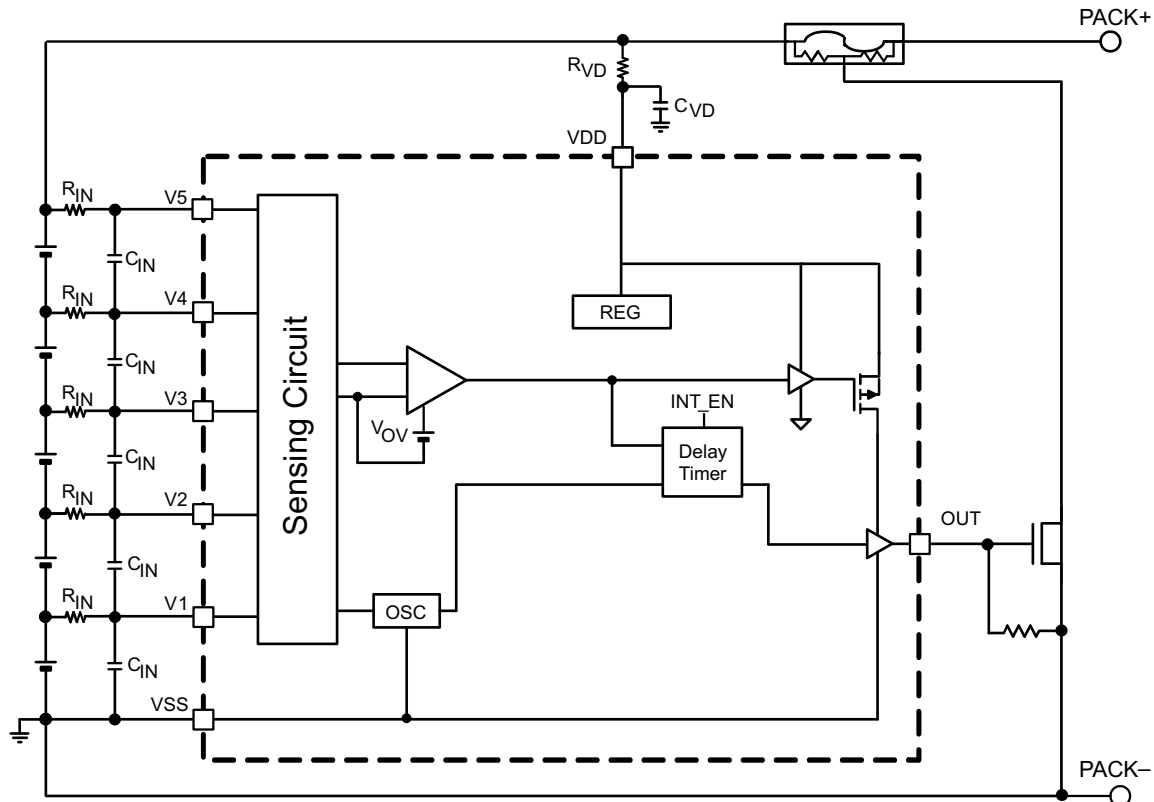 PACK+
RVD
CVD
VDD
RIN
V5
CIN
RIN
V4
REG
CIN
RIN
V3
Sensing Circuit
VOV
INT_EN
Delay
Timer
CIN
RIN
V2
OUT
CIN
RIN
V1
OSC
CIN
VSS
PACK–